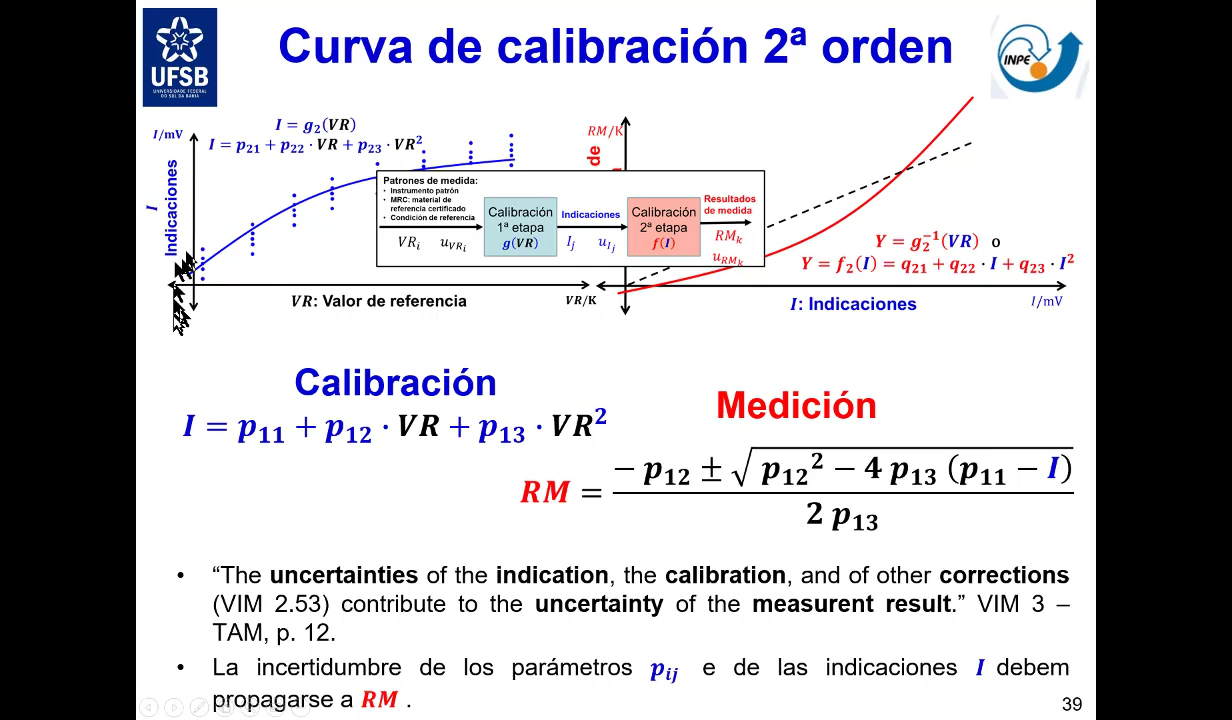 UFSB
UNIVERSIDADE FEDERAL
DO SUL DA BAHIA
Curva de calibración 2ª orden
INPE
I/mV
I = g₂(VR)
I = p₂₁ + p₂₂ · VR + p₂₃ · VR²
I
Indicaciones
VR: Valor de referencia
VR/K
RM/K
de
Patrones de medida:
• Instrumento patrón
• MRC: material de
referencia certificado
• Condición de referencia
VRᵢ u_VRᵢ
Calibración
1ª etapa
g(VR)
Indicaciones
Iⱼ u_Iⱼ
Calibración
2ª etapa
f(I)
Resultados
de medida
RMₖ
u_RMₖ
Y = g₂⁻¹(VR) o
Y = f₂(I) = q₂₁ + q₂₂ · I + q₂₃ · I²
I: Indicaciones
I/mV
Calibración
I = p₁₁ + p₁₂ · VR + p₁₃ · VR²
Medición
RM = (− p₁₂ ± √(p₁₂² − 4 p₁₃ (p₁₁ − I))) / (2 p₁₃)
• “The uncertainties of the indication, the calibration, and of other corrections
(VIM 2.53) contribute to the uncertainty of the measurent result.” VIM 3 –
TAM, p. 12.
• La incertidumbre de los parámetros pᵢⱼ e de las indicaciones I debem
propagarse a RM .
39